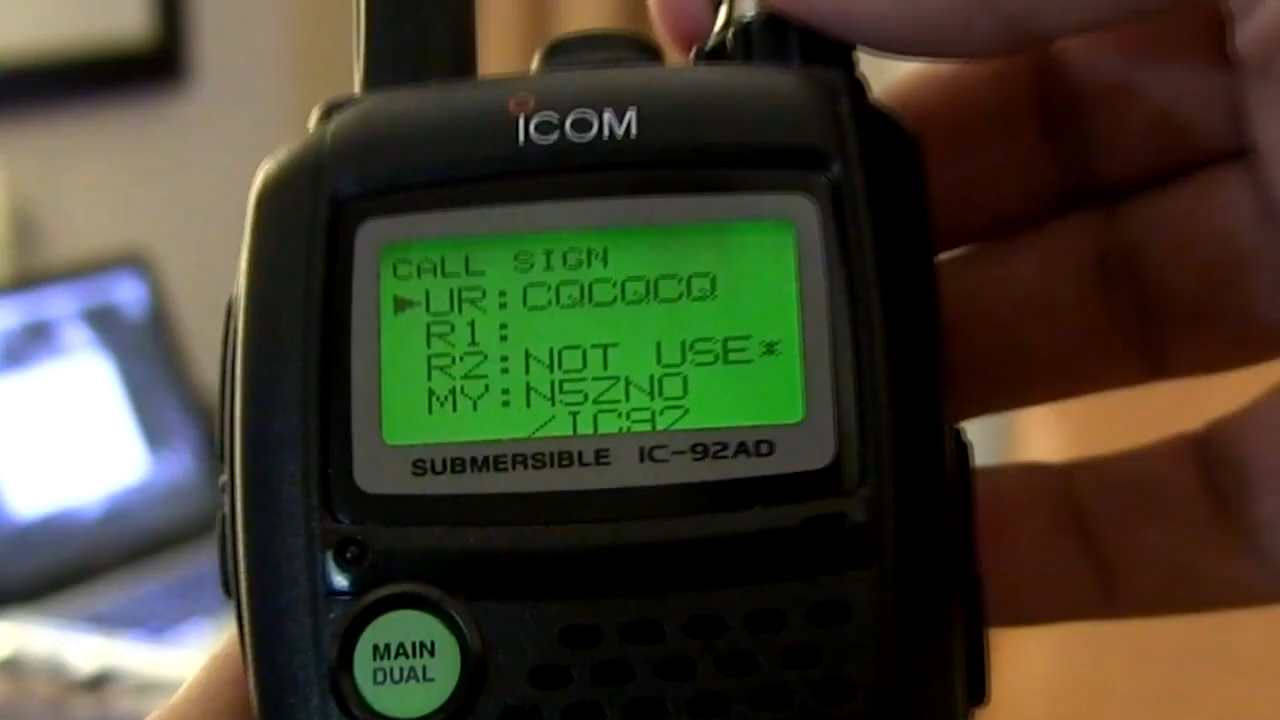 iCOM
CALL SIGN
UR:CQCQCQ
R1:
R2:NOT USE*
MY:N5ZNO
/IC92
SUBMERSIBLE IC-92AD
MAIN
DUAL